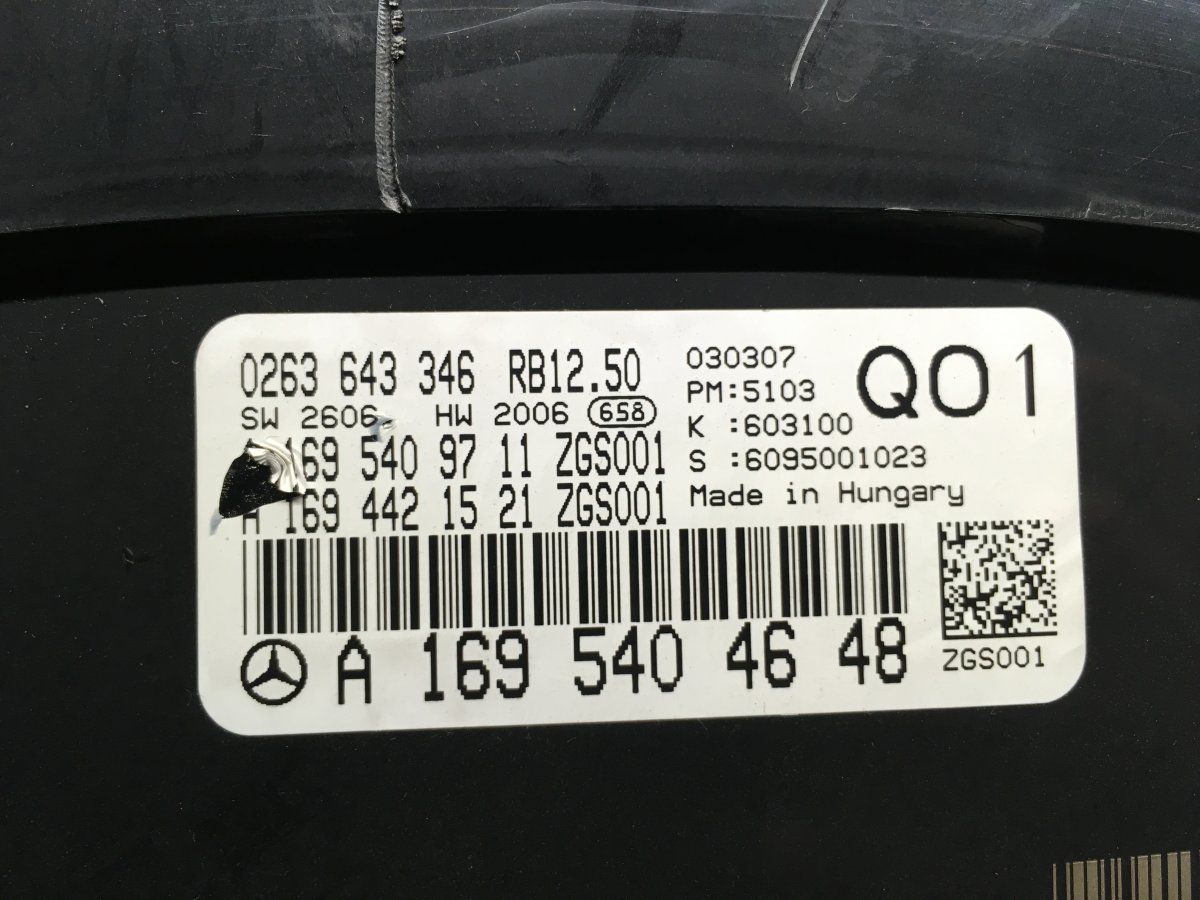 0263 643 346 RB12.50
SW 2606 HW 2006 658
169 540 97 11 ZGS001
A 169 442 15 21 ZGS001
030307
PM:5103
K :603100
S :6095001023
Made in Hungary
Q01
A 169 540 46 48
ZGS001